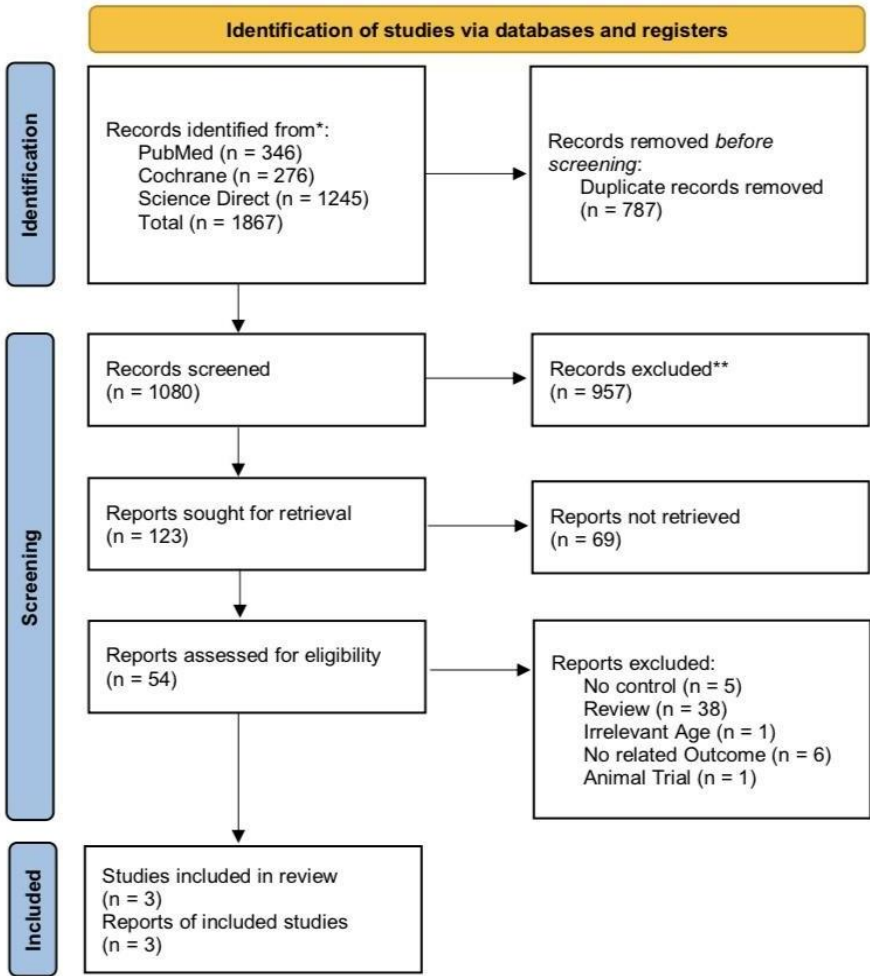 Identification of studies via databases and registers
Identification
Records identified from*:
PubMed (n = 346)
Cochrane (n = 276)
Science Direct (n = 1245)
Total (n = 1867)
Records removed before
screening:
Duplicate records removed
(n = 787)
Screening
Records screened
(n = 1080)
Records excluded**
(n = 957)
Reports sought for retrieval
(n = 123)
Reports not retrieved
(n = 69)
Reports assessed for eligibility
(n = 54)
Reports excluded:
No control (n = 5)
Review (n = 38)
Irrelevant Age (n = 1)
No related Outcome (n = 6)
Animal Trial (n = 1)
Included
Studies included in review
(n = 3)
Reports of included studies
(n = 3)